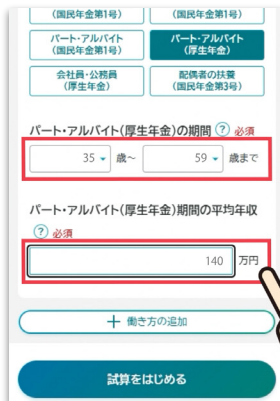 (国民年金第1号) (国民年金第1号)
パート・アルバイト パート・アルバイト
(国民年金第1号) (厚生年金)
会社員・公務員 配偶者の扶養
(厚生年金) (国民年金第3号)
パート・アルバイト(厚生年金)の期間 ? 必須
35 歳～ 59 歳まで
パート・アルバイト(厚生年金)期間の平均年収
? 必須
140 万円
＋ 働き方の追加
試算をはじめる